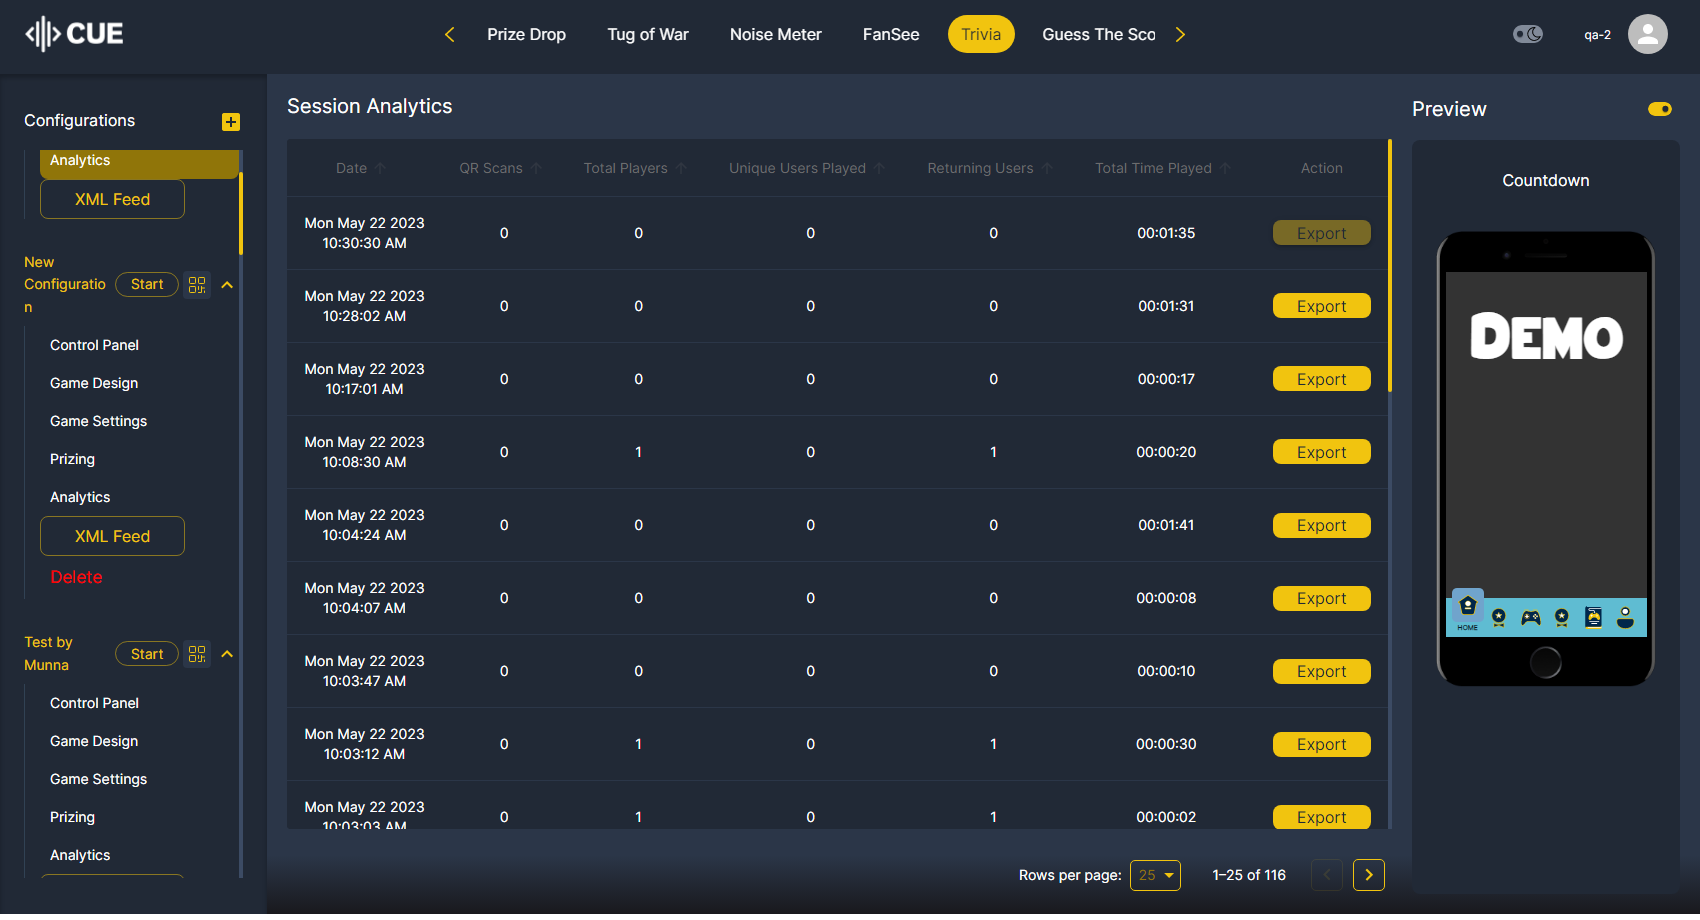 CUE
Prize Drop
Tug of War
Noise Meter
FanSee
Trivia
Guess The Sco
qa-2
Configurations
Analytics
XML Feed
New
Configuratio
n
Start
Control Panel
Game Design
Game Settings
Prizing
Analytics
XML Feed
Delete
Test by
Munna
Start
Control Panel
Game Design
Game Settings
Prizing
Analytics
Session Analytics
Date QR Scans Total Players Unique Users Played Returning Users Total Time Played Action
Mon May 22 2023
10:30:30 AM
0 0 0 0 00:01:35 Export
Mon May 22 2023
10:28:02 AM
0 0 0 0 00:01:31 Export
Mon May 22 2023
10:17:01 AM
0 0 0 0 00:00:17 Export
Mon May 22 2023
10:08:30 AM
0 1 0 1 00:00:20 Export
Mon May 22 2023
10:04:24 AM
0 0 0 0 00:01:41 Export
Mon May 22 2023
10:04:07 AM
0 0 0 0 00:00:08 Export
Mon May 22 2023
10:03:47 AM
0 0 0 0 00:00:10 Export
Mon May 22 2023
10:03:12 AM
0 1 0 1 00:00:30 Export
Mon May 22 2023
10:03:03 AM
0 1 0 1 00:00:02 Export
Rows per page: 25 1–25 of 116
Preview
Countdown
DEMO
HOME